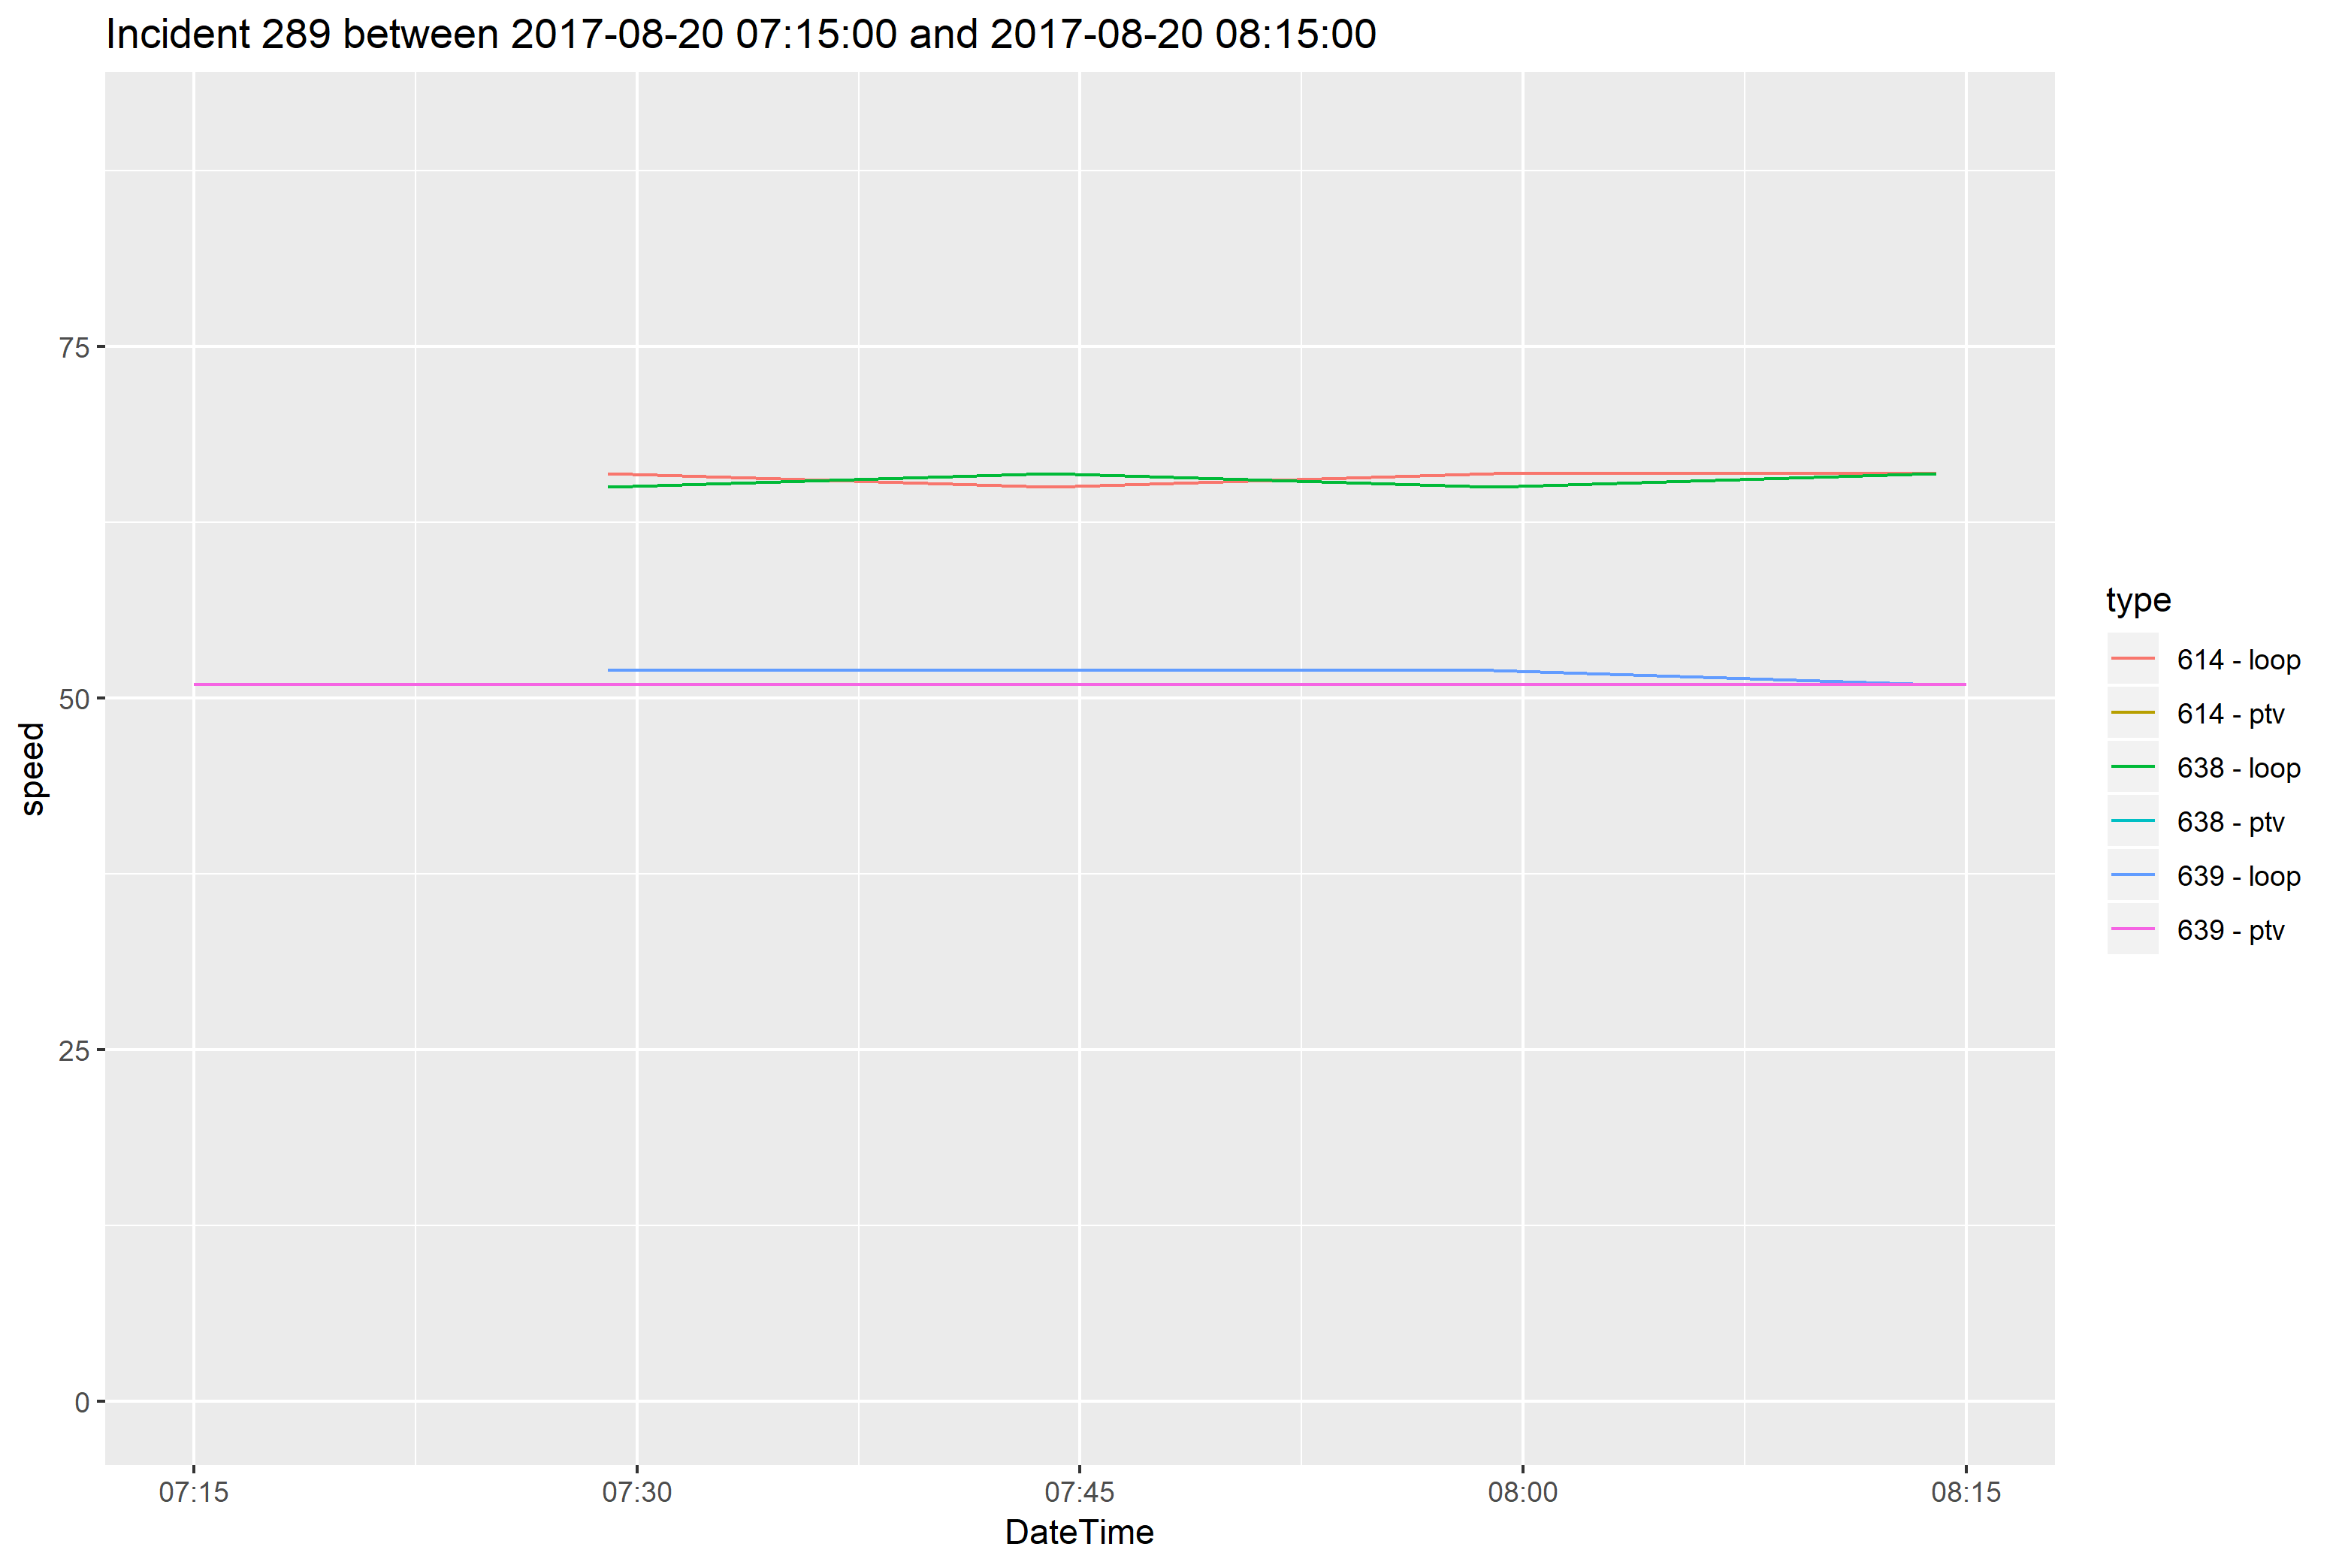 Incident 289 between 2017-08-20 07:15:00 and 2017-08-20 08:15:00
75
50
25
0
speed
07:15 07:30 07:45 08:00 08:15
DateTime
type
614 - loop
614 - ptv
638 - loop
638 - ptv
639 - loop
639 - ptv